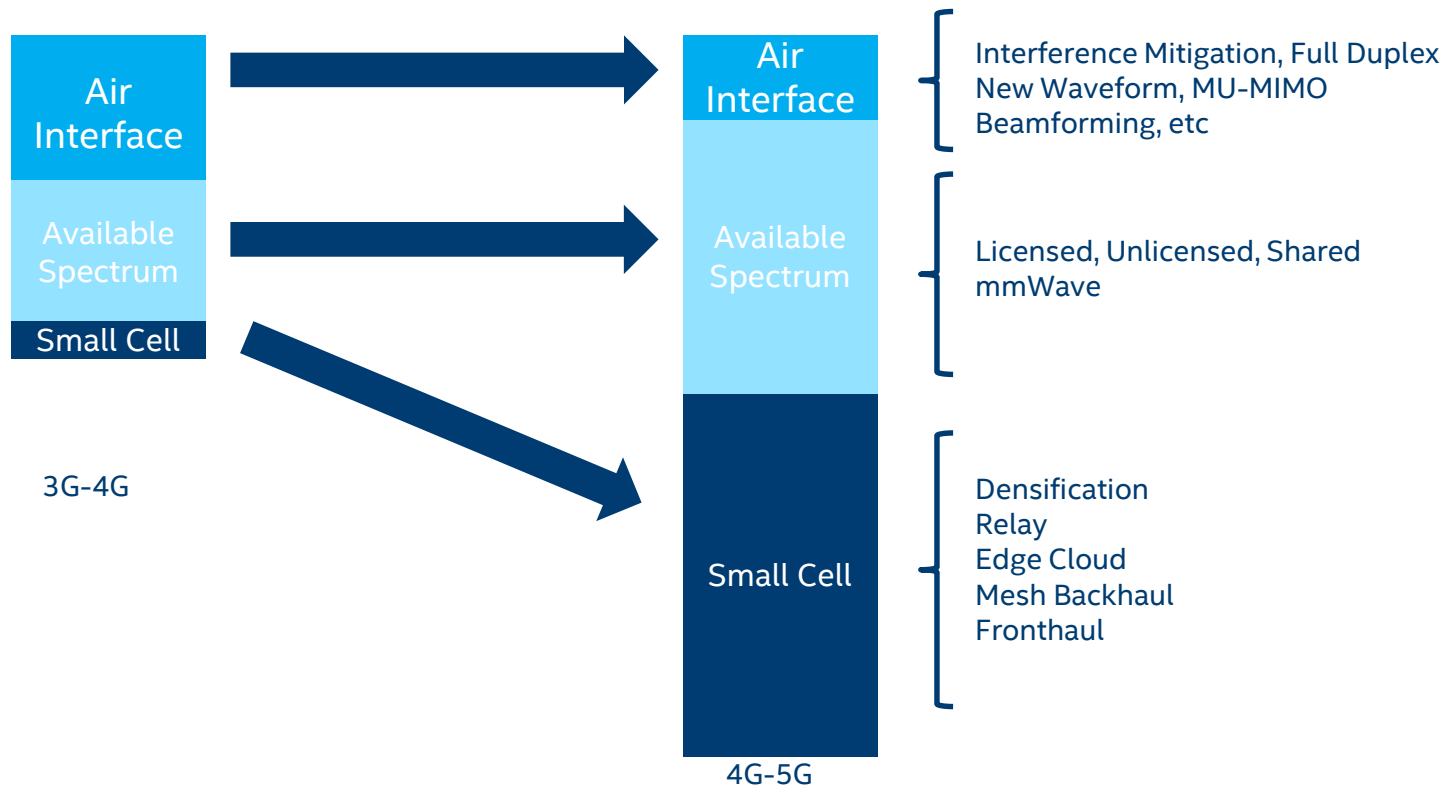 Air
Interface
Available
Spectrum
Small Cell
3G-4G
Air
Interface
Available
Spectrum
Small Cell
4G-5G
Interference Mitigation, Full Duplex
New Waveform, MU-MIMO
Beamforming, etc
Licensed, Unlicensed, Shared
mmWave
Densification
Relay
Edge Cloud
Mesh Backhaul
Fronthaul